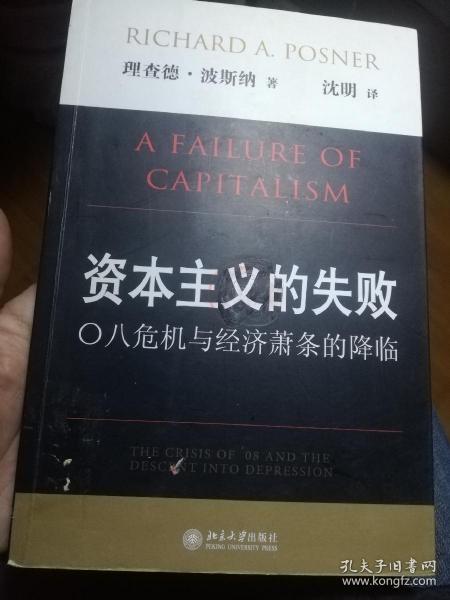 RICHARD A. POSNER
理查德·波斯纳 著 沈明 译
A FAILURE OF
CAPITALISM
资本主义的失败
〇八危机与经济萧条的降临
THE CRISIS OF '08 AND THE
DESCENT INTO DEPRESSION
北京大学出版社
PEKING UNIVERSITY PRESS
孔夫子旧书网
www.kongfz.com